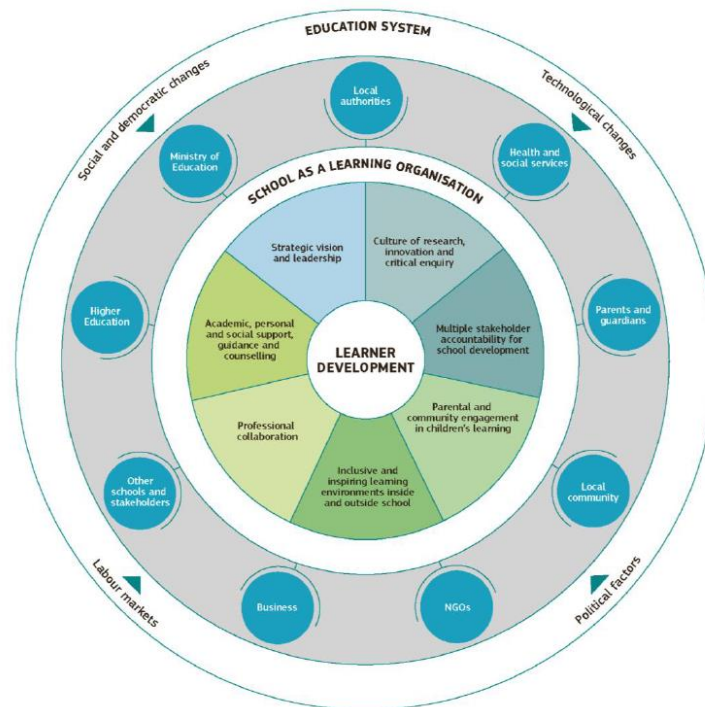 EDUCATION SYSTEM
Social and democratic changes
Technological changes
Local
authorities
Ministry of
Education
Health and
social services
SCHOOL AS A LEARNING ORGANISATION
Strategic vision
and leadership
Culture of research,
innovation and
critical enquiry
Higher
Education
Parents and
guardians
Academic, personal
and social support,
guidance and
counselling
LEARNER
DEVELOPMENT
Multiple stakeholder
accountability for
school development
Professional
collaboration
Parental and
community engagement
in children's learning
Inclusive and
inspiring learning
environments inside
and outside school
Other
schools and
stakeholders
Local
community
Business
NGOs
Labour markets
Political factors